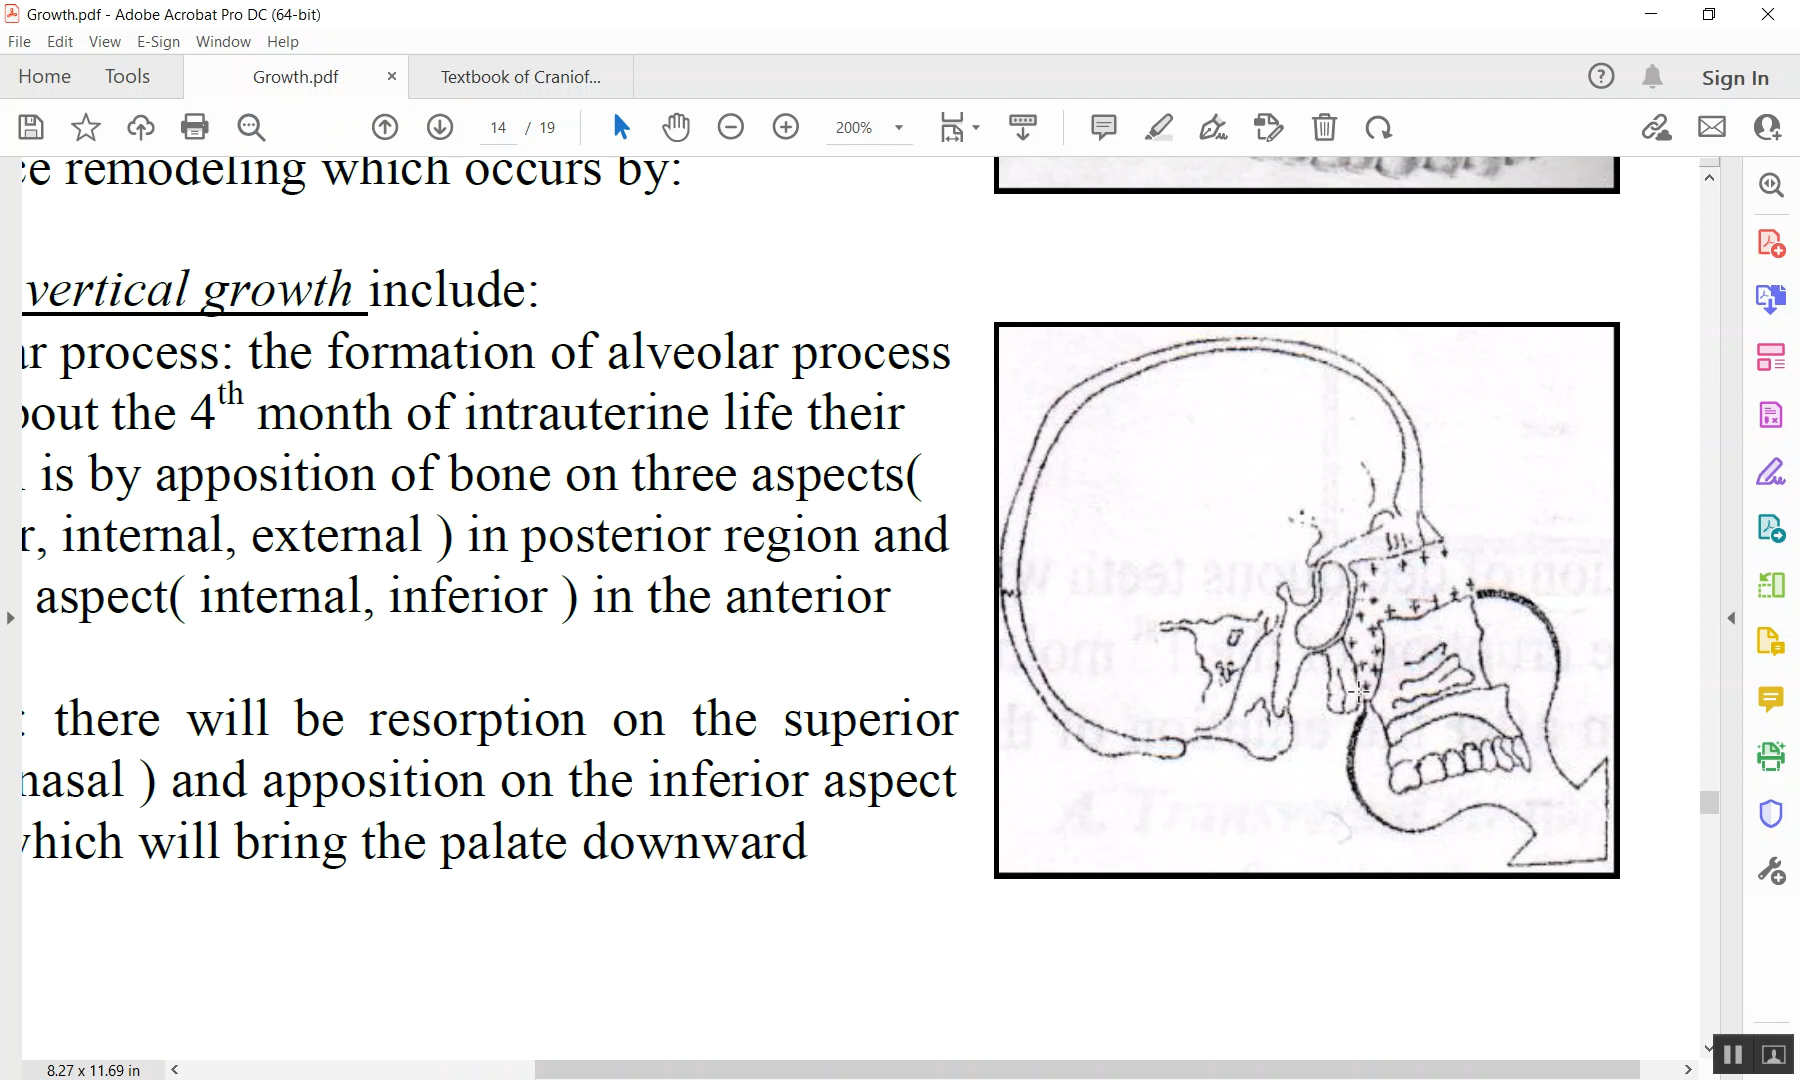 Growth.pdf - Adobe Acrobat Pro DC (64-bit)
File Edit View E-Sign Window Help
Home Tools Growth.pdf × Textbook of Craniof... Sign In
14 / 19 200%
remodeling which occurs by:
vertical growth include:
process: the formation of alveolar process
the 4th month of intrauterine life their
is by apposition of bone on three aspects(
internal, external ) in posterior region and
aspect( internal, inferior ) in the anterior
: there will be resorption on the superior
nasal ) and apposition on the inferior aspect
which will bring the palate downward
8.27 x 11.69 in